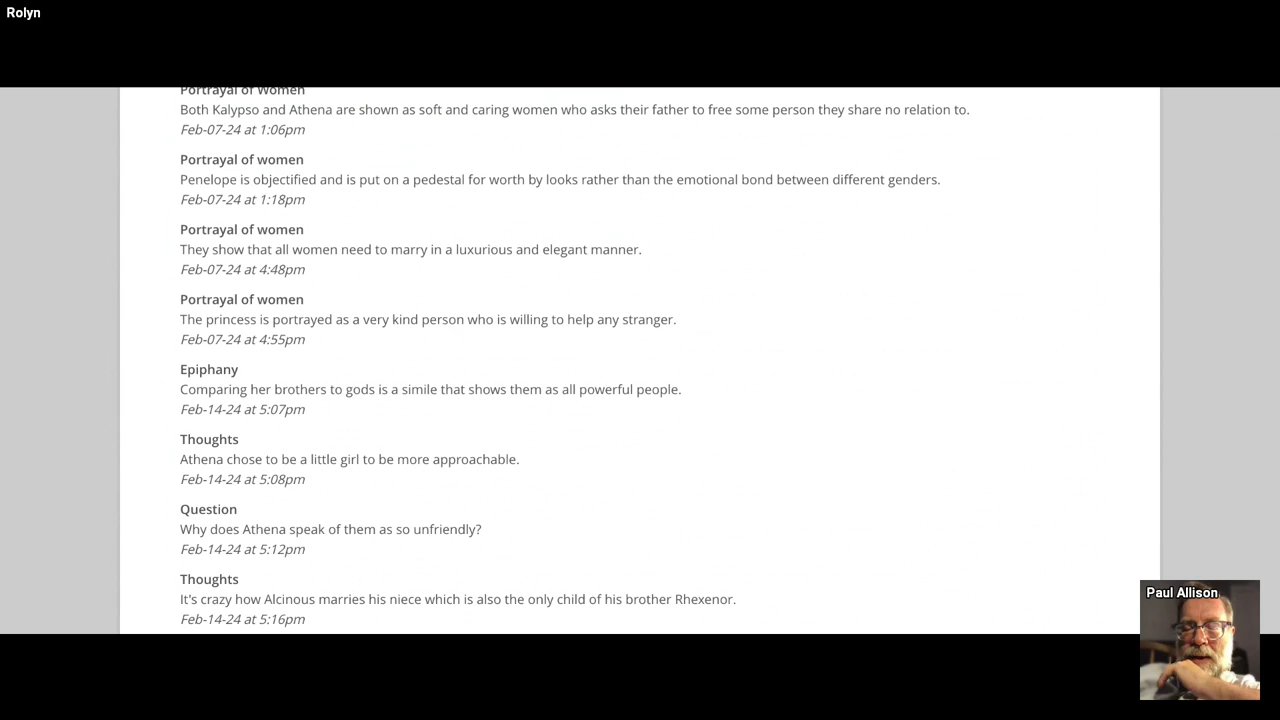 Rolyn
Portrayal of Women
Both Kalypso and Athena are shown as soft and caring women who asks their father to free some person they share no relation to.
Feb-07-24 at 1:06pm
Portrayal of women
Penelope is objectified and is put on a pedestal for worth by looks rather than the emotional bond between different genders.
Feb-07-24 at 1:18pm
Portrayal of women
They show that all women need to marry in a luxurious and elegant manner.
Feb-07-24 at 4:48pm
Portrayal of women
The princess is portrayed as a very kind person who is willing to help any stranger.
Feb-07-24 at 4:55pm
Epiphany
Comparing her brothers to gods is a simile that shows them as all powerful people.
Feb-14-24 at 5:07pm
Thoughts
Athena chose to be a little girl to be more approachable.
Feb-14-24 at 5:08pm
Question
Why does Athena speak of them as so unfriendly?
Feb-14-24 at 5:12pm
Thoughts
It's crazy how Alcinous marries his niece which is also the only child of his brother Rhexenor.
Feb-14-24 at 5:16pm
Paul Allison